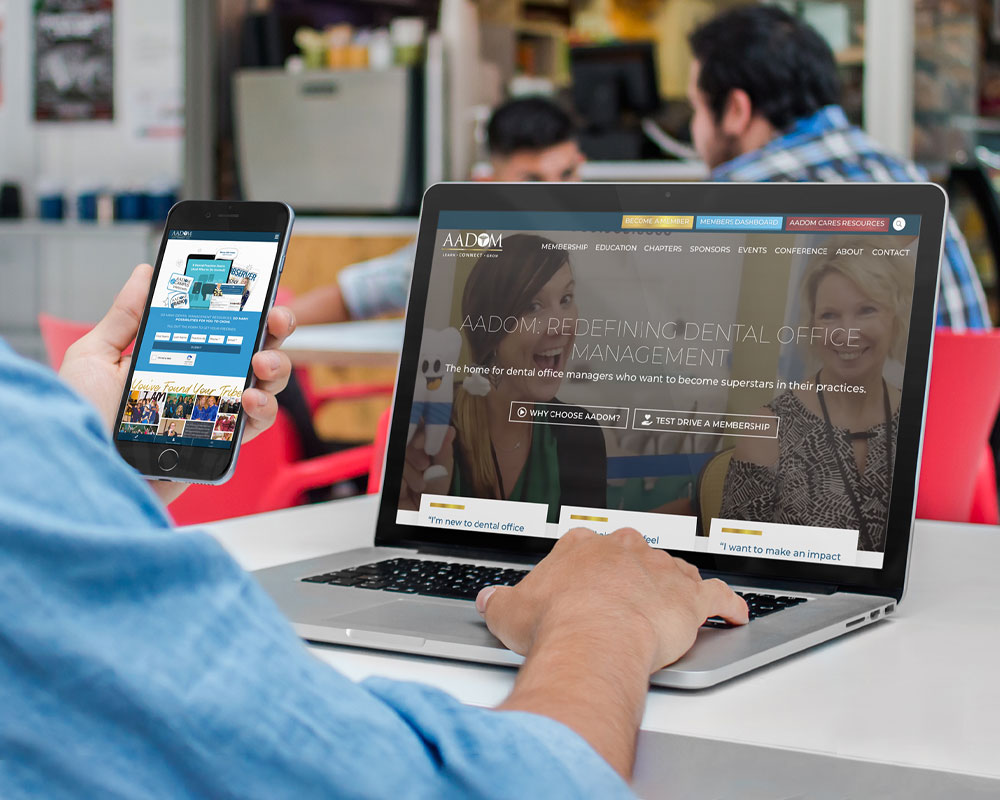 AADOM
You've Found Your Tribe
I AM
BECOME A MEMBER
MEMBERS DASHBOARD
AADOM CARES RESOURCES
AADOM
LEARN • CONNECT • GROW
MEMBERSHIP EDUCATION CHAPTERS SPONSORS EVENTS CONFERENCE ABOUT CONTACT
AADOM: REDEFINING DENTAL OFFICE
MANAGEMENT
The home for dental office managers who want to become superstars in their practices.
WHY CHOOSE AADOM?
TEST DRIVE A MEMBERSHIP
"I'm new to dental office
feel
"I want to make an impact